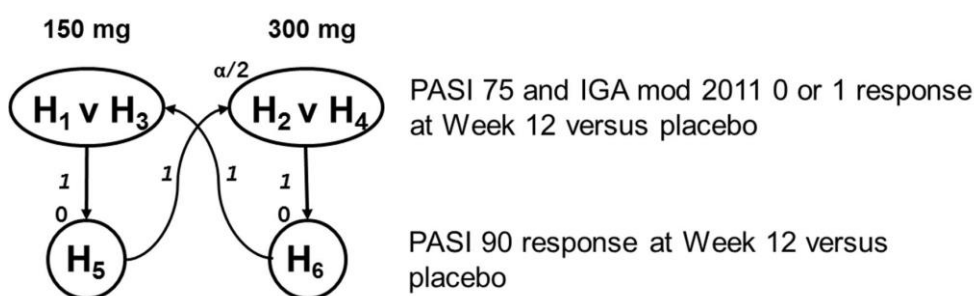 150 mg 300 mg
α/2
H1 v H3 H2 v H4
PASI 75 and IGA mod 2011 0 or 1 response
at Week 12 versus placebo
1 1 1 1
0 0
H5 H6
PASI 90 response at Week 12 versus
placebo